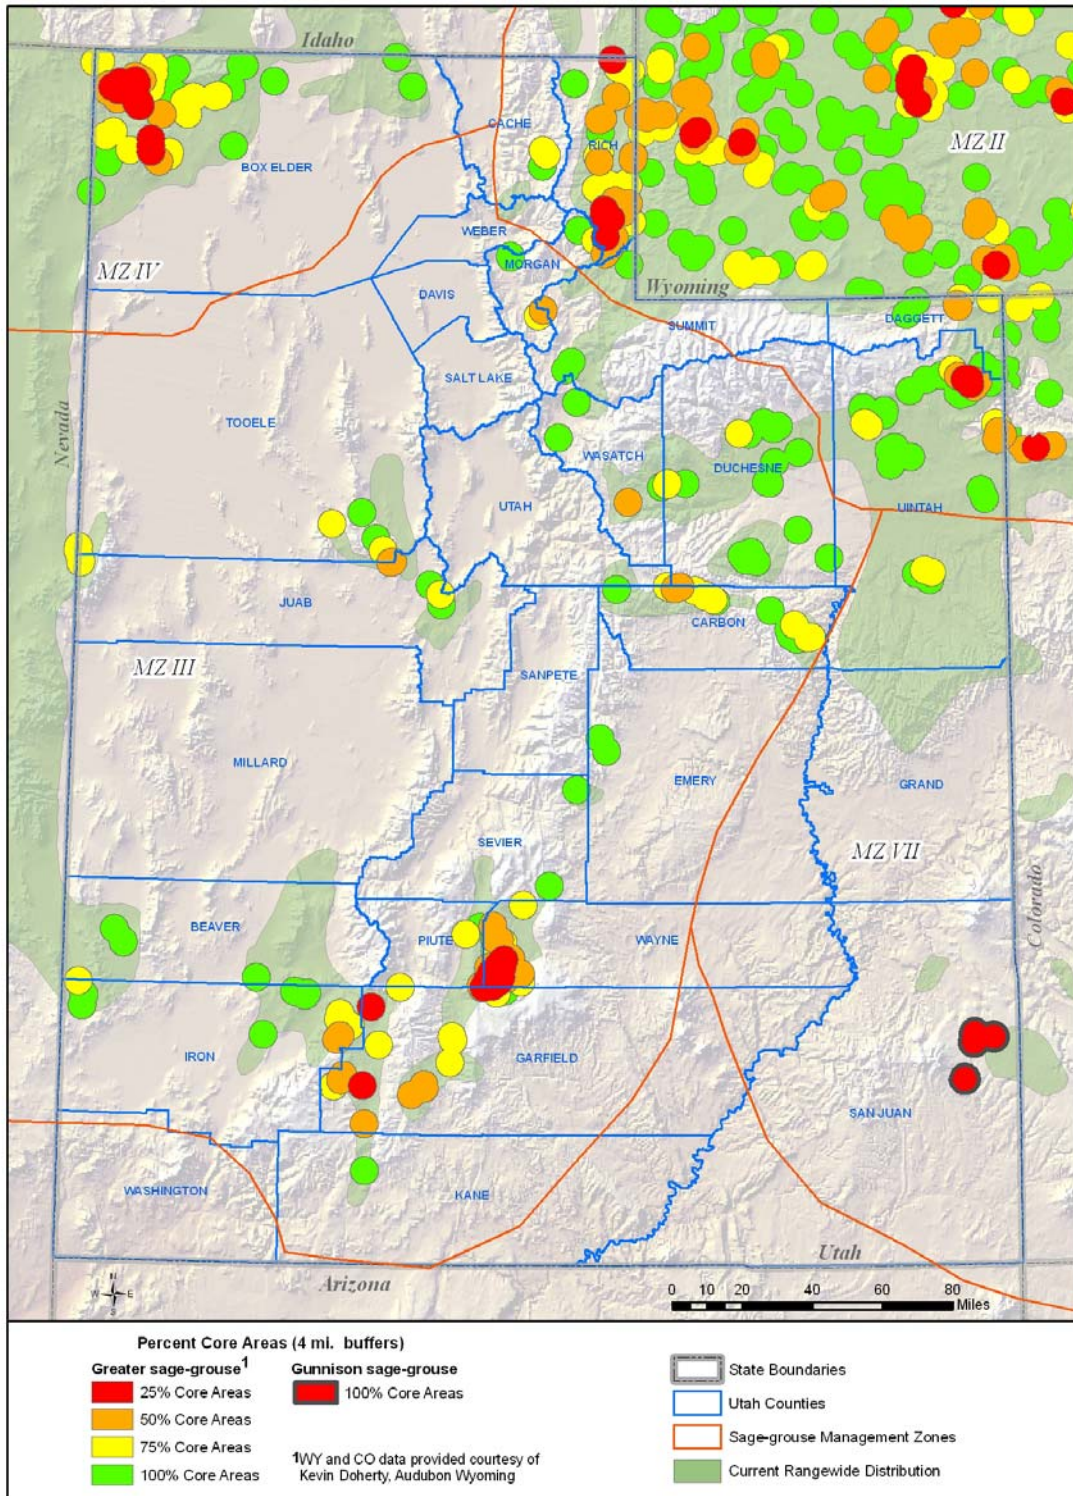 Idaho
CACHE
RICH
MZ II
BOX ELDER
WEBER
MORGAN
MZ IV
Wyoming
DAVIS
SUMMIT
DAGGETT
SALT LAKE
Nevada
TOOELE
WASATCH
DUCHESNE
UTAH
UINTAH
JUAB
CARBON
MZ III
SANPETE
MILLARD
EMERY
GRAND
SEVIER
MZ VII
Colorado
BEAVER
PIUTE
WAYNE
IRON
GARFIELD
SAN JUAN
WASHINGTON
KANE
Utah
Arizona
N
W E
S
0 10 20 40 60 80
Miles
Percent Core Areas (4 mi. buffers)
Greater sage-grouse1
25% Core Areas
50% Core Areas
75% Core Areas
100% Core Areas
Gunnison sage-grouse
100% Core Areas
1WY and CO data provided courtesy of
Kevin Doherty, Audubon Wyoming
State Boundaries
Utah Counties
Sage-grouse Management Zones
Current Rangewide Distribution